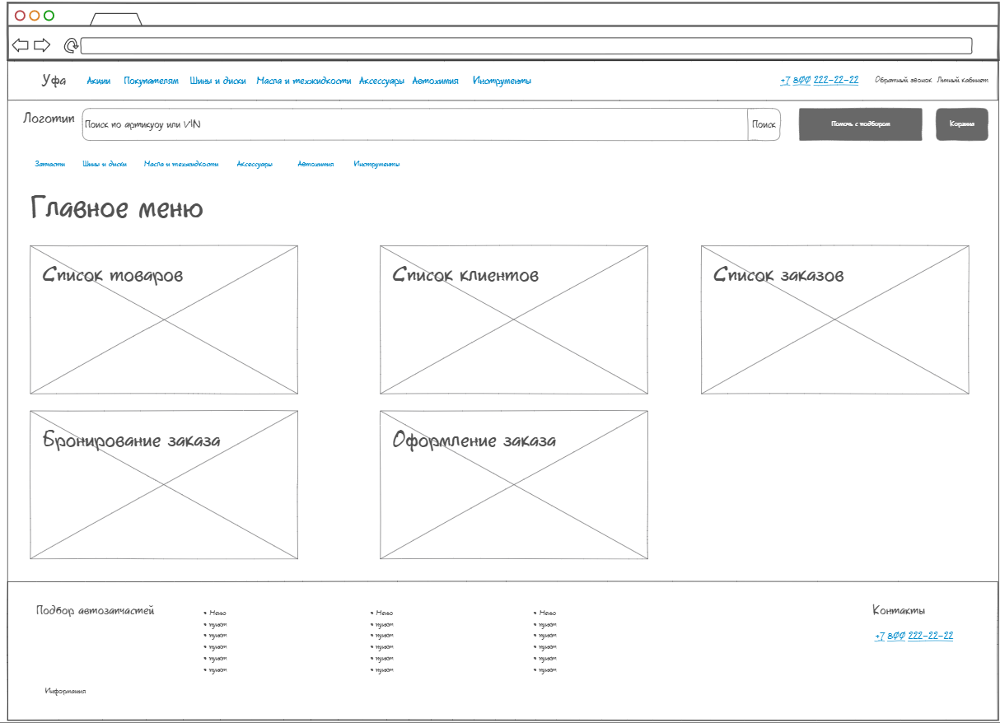 Уфа Акции Покупателям Шины и диски Масла и техжидкости Аксессуары Автохимия Инструменты +7 800 222-22-22 Обратный звонок Личный кабинет
Логотип Поиск по артикуоу или VIN Поиск Помочь с подбором Корзина
Запчасти Шины и диски Масла и техжидкости Аксессуары Автохимия Инструменты
Главное меню
Список товаров Список клиентов Список заказов
Бронирование заказа Оформление заказа
Подбор автозапчастей Меню Меню Меню Контакты
пункт пункт пункт
пункт пункт пункт +7 800 222-22-22
пункт пункт пункт
пункт пункт пункт
пункт пункт пункт
Информация